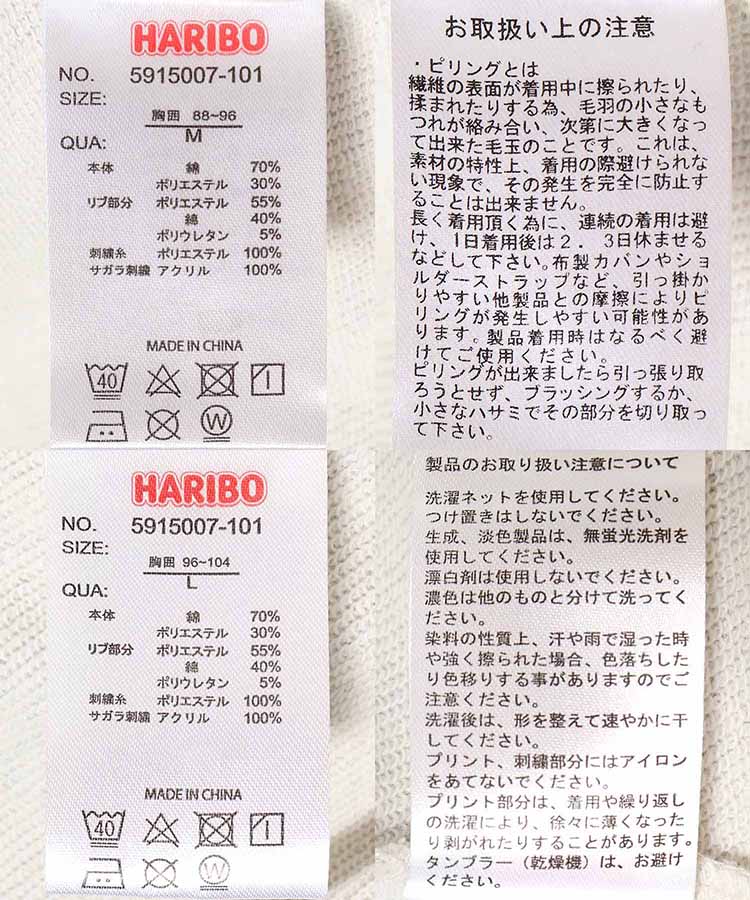 HARIBO
NO. 5915007-101
SIZE:
胸囲 88~96
M
QUA:
本体 綿 70%
ポリエステル 30%
リブ部分 ポリエステル 55%
綿 40%
ポリウレタン 5%
刺繍糸 ポリエステル 100%
サガラ刺繍 アクリル 100%
MADE IN CHINA
40
W
お取扱い上の注意
・ピリングとは
繊維の表面が着用中に擦られたり、
揉まれたりする為、毛羽の小さなも
つれが絡み合い、次第に大きくなっ
て出来た毛玉のことです。これは、
素材の特性上、着用の際避けられな
い現象で、その発生を完全に防止す
ることは出来ません。
長く着用頂く為に、連続の着用は避
け、1日着用後は2．3日休ませる
などして下さい。布製カバンやショ
ルダーストラップなど、引っ掛か
りやすい他製品との摩擦によりピ
リングが発生しやすい可能性があ
ります。製品着用時はなるべく避
けてご使用ください。
ピリングが出来ましたら引っ張り取
ろうとせず、ブラッシングするか、
小さなハサミでその部分を切り取っ
て下さい。
HARIBO
NO. 5915007-101
SIZE:
胸囲 96~104
L
QUA:
本体 綿 70%
ポリエステル 30%
リブ部分 ポリエステル 55%
綿 40%
ポリウレタン 5%
刺繍糸 ポリエステル 100%
サガラ刺繍 アクリル 100%
MADE IN CHINA
40
W
製品のお取り扱い注意について
洗濯ネットを使用してください。
つけ置きはしないでください。
生成、淡色製品は、無蛍光洗剤を
使用してください。
漂白剤は使用しないでください。
濃色は他のものと分けて洗ってく
ださい。
染料の性質上、汗や雨で湿った時
や強く擦られた場合、色落ちした
り色移りする事がありますのでご
注意ください。
洗濯後は、形を整えて速やかに干
してください。
プリント、刺繍部分にはアイロン
をあてないでください。
プリント部分は、着用や繰り返し
の洗濯により、徐々に薄くなった
り剥がれたりすることがあります。
タンブラー（乾燥機）は、お避け
ください。